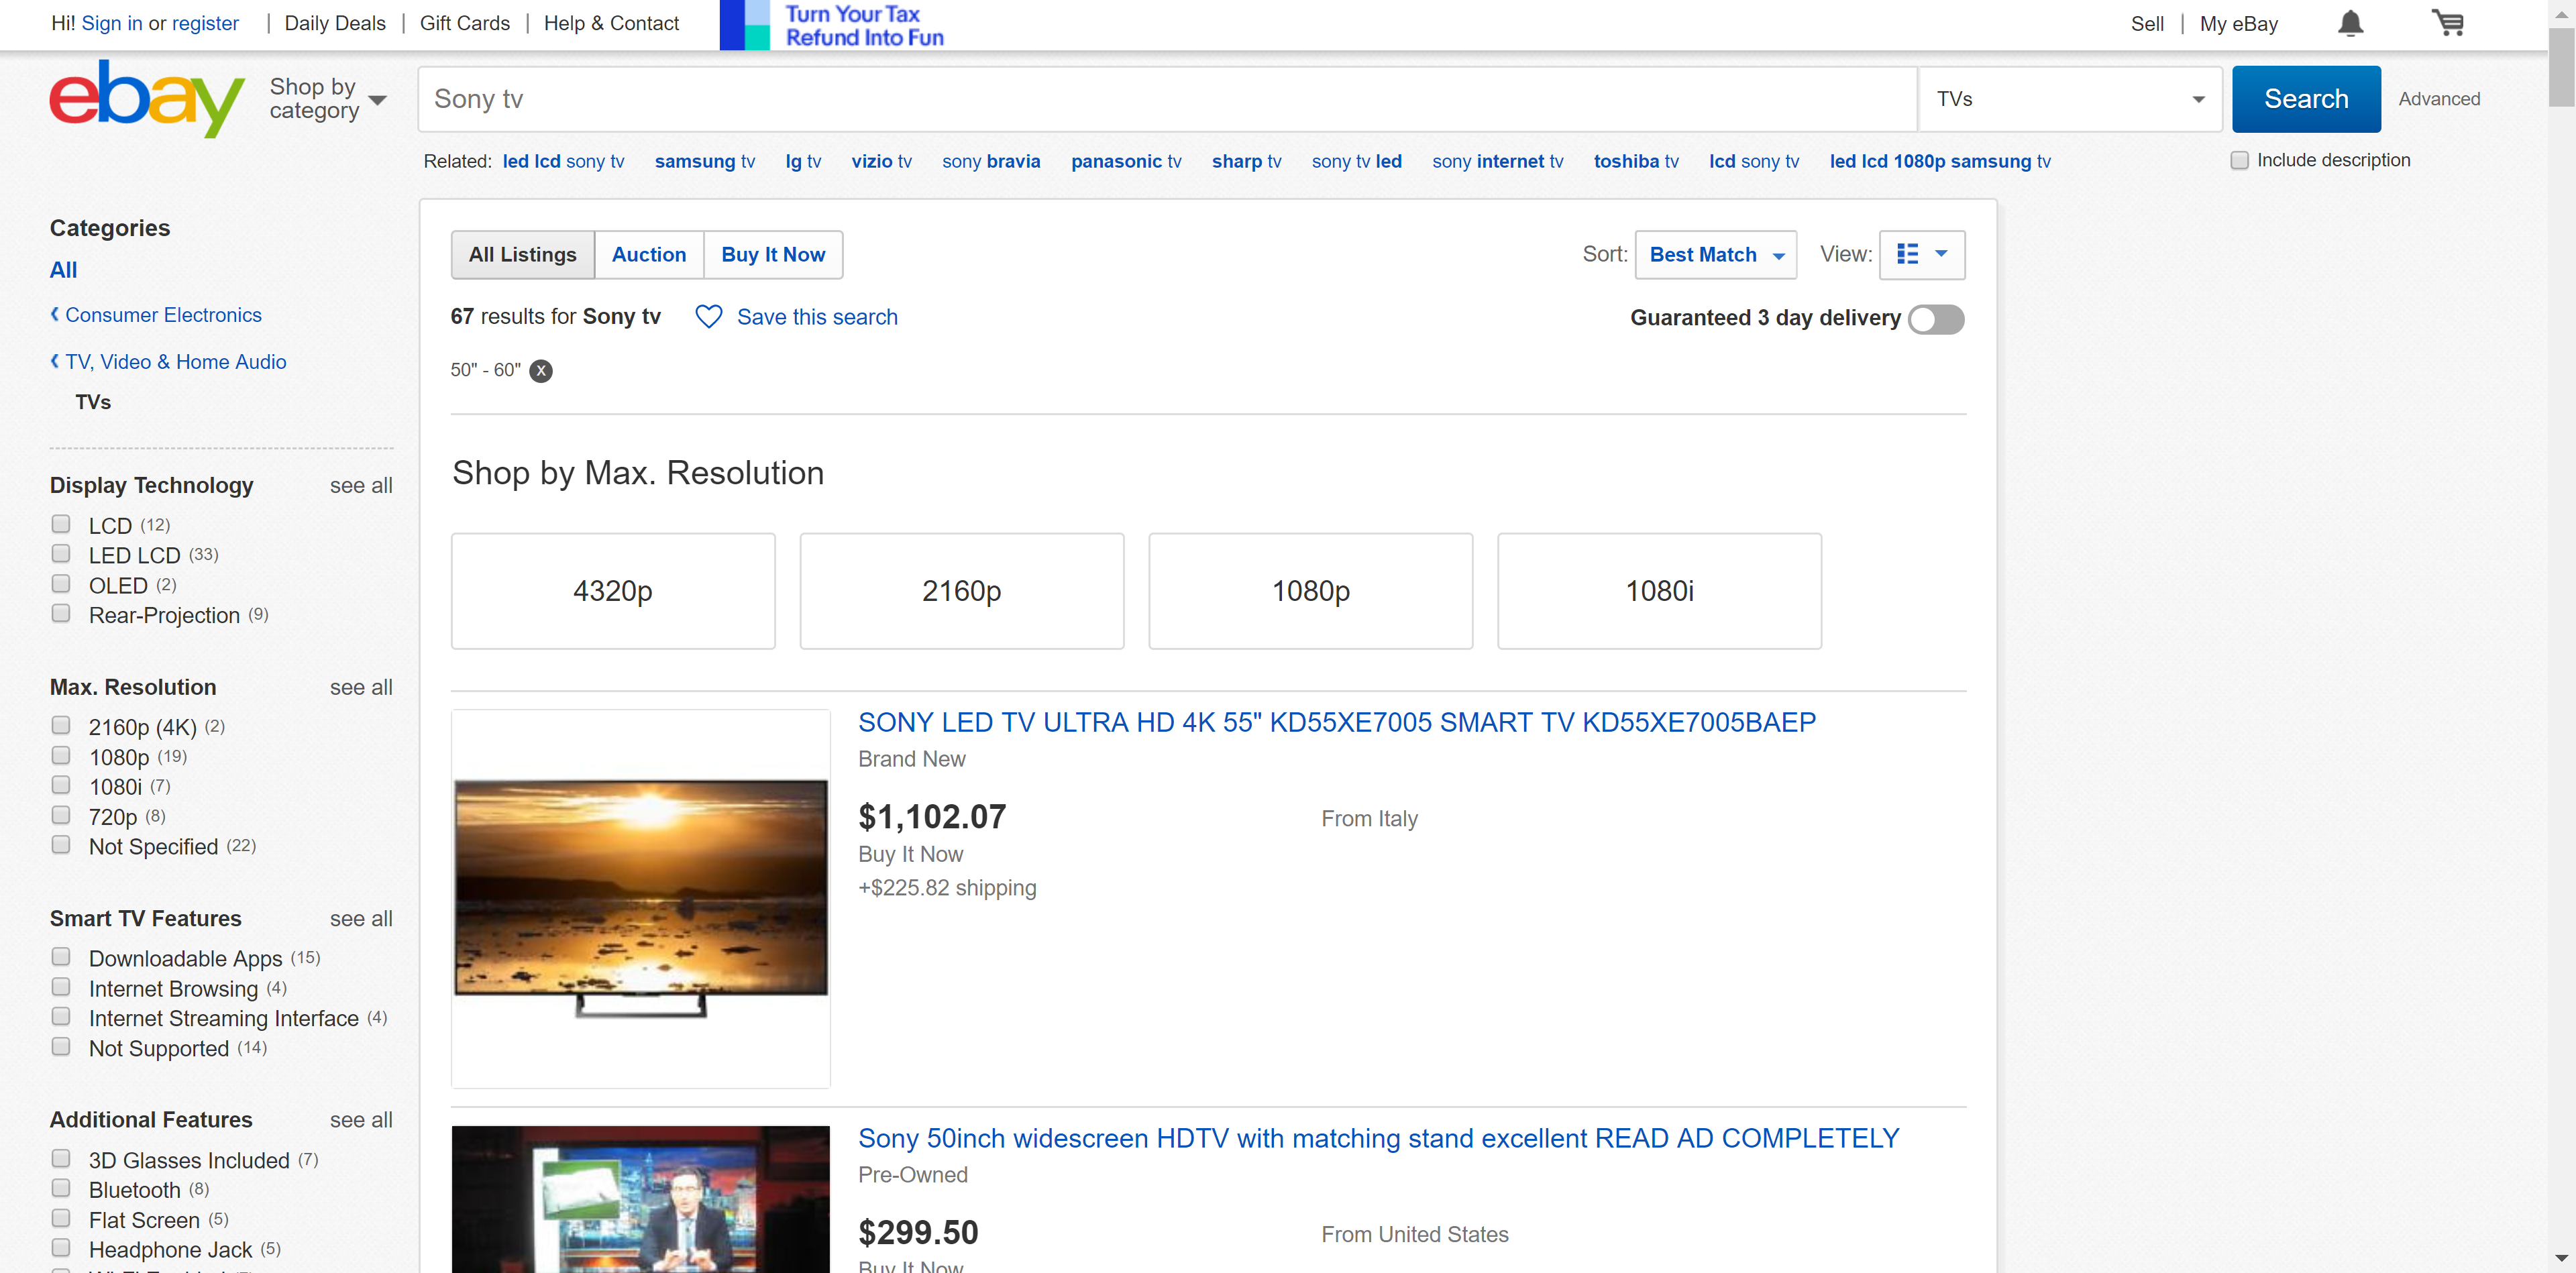 Hi! Sign in or register | Daily Deals | Gift Cards | Help & Contact
Turn Your Tax
Refund Into Fun
Sell | My eBay
ebay
Shop by
category
Sony tv
TVs
Search
Advanced
Related: led lcd sony tv samsung tv lg tv vizio tv sony bravia panasonic tv sharp tv sony tv led sony internet tv toshiba tv lcd sony tv led lcd 1080p samsung tv
Include description
Categories
All
Consumer Electronics
TV, Video & Home Audio
TVs
Display Technology see all
LCD (12)
LED LCD (33)
OLED (2)
Rear-Projection (9)
Max. Resolution see all
2160p (4K) (2)
1080p (19)
1080i (7)
720p (8)
Not Specified (22)
Smart TV Features see all
Downloadable Apps (15)
Internet Browsing (4)
Internet Streaming Interface (4)
Not Supported (14)
Additional Features see all
3D Glasses Included (7)
Bluetooth (8)
Flat Screen (5)
Headphone Jack (5)
All Listings Auction Buy It Now
Sort: Best Match View:
67 results for Sony tv Save this search
Guaranteed 3 day delivery
50" - 60" X
Shop by Max. Resolution
4320p 2160p 1080p 1080i
SONY LED TV ULTRA HD 4K 55" KD55XE7005 SMART TV KD55XE7005BAEP
Brand New
$1,102.07 From Italy
Buy It Now
+$225.82 shipping
Sony 50inch widescreen HDTV with matching stand excellent READ AD COMPLETELY
Pre-Owned
$299.50 From United States
Buy It Now